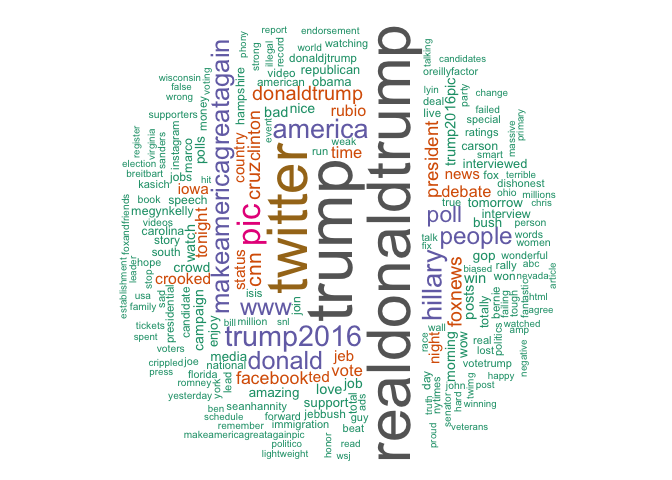 report endorsement
phony
strong
illegal
record
world watching
donaldjtrump
video republican
american obama
talking
candidates
oreillyfactor
lyin party
deal change
live failed
special
ratings
massive
primary
carson
smart
interviewed
trump2016pic
wisconsin
false voting
wrong
supporters
money
hampshire
makeamericagreatagain
donaldtrump
bad nice rubio
event
america
weak
run time
country
cruzclinton
president
news fox terrible
debate dishonest
ohio millions
true tomorrow chris
register
virginia
sanders
instagram
marco
polls
election
breitbart jobs
kasich iowa hit
book speech
megynkelly
videos
carolina
story
south
watch
tonight
foxandfriends
establishment
leader
hope
crowd
crooked
stop
usa
family
sad
presidential
candidate
campaign
enjoy
status
cnn
pic
twitter
trump
realdonaldtrump
isis
www
join
bill million snl
trump2016
donald
poll interview
bush person
people words
talk women
fix
hillary
gop wonderful
biased rally abc
foxnews
win won nevada
posts
bernie
failing
tough
fantastic
html
article
totally
agree
watched
amp
politics
real
lost
wow
wall
race
night
morning
votetrump
negative
tickets
spent
voters
crippled joe
press
media
national
jeb
vote
facebook ted
florida
romney
york
lead
yesterday
amazing love job
ben seanhannity support
jebbush
total
ads
guy
schedule forward
remember immigration beat
makeamericagreatagainpic
politico
lightweight
honor
read
wsj
day
happy
john post
twimg
truth
nytimes
hard
senator
winning
proud
veterans